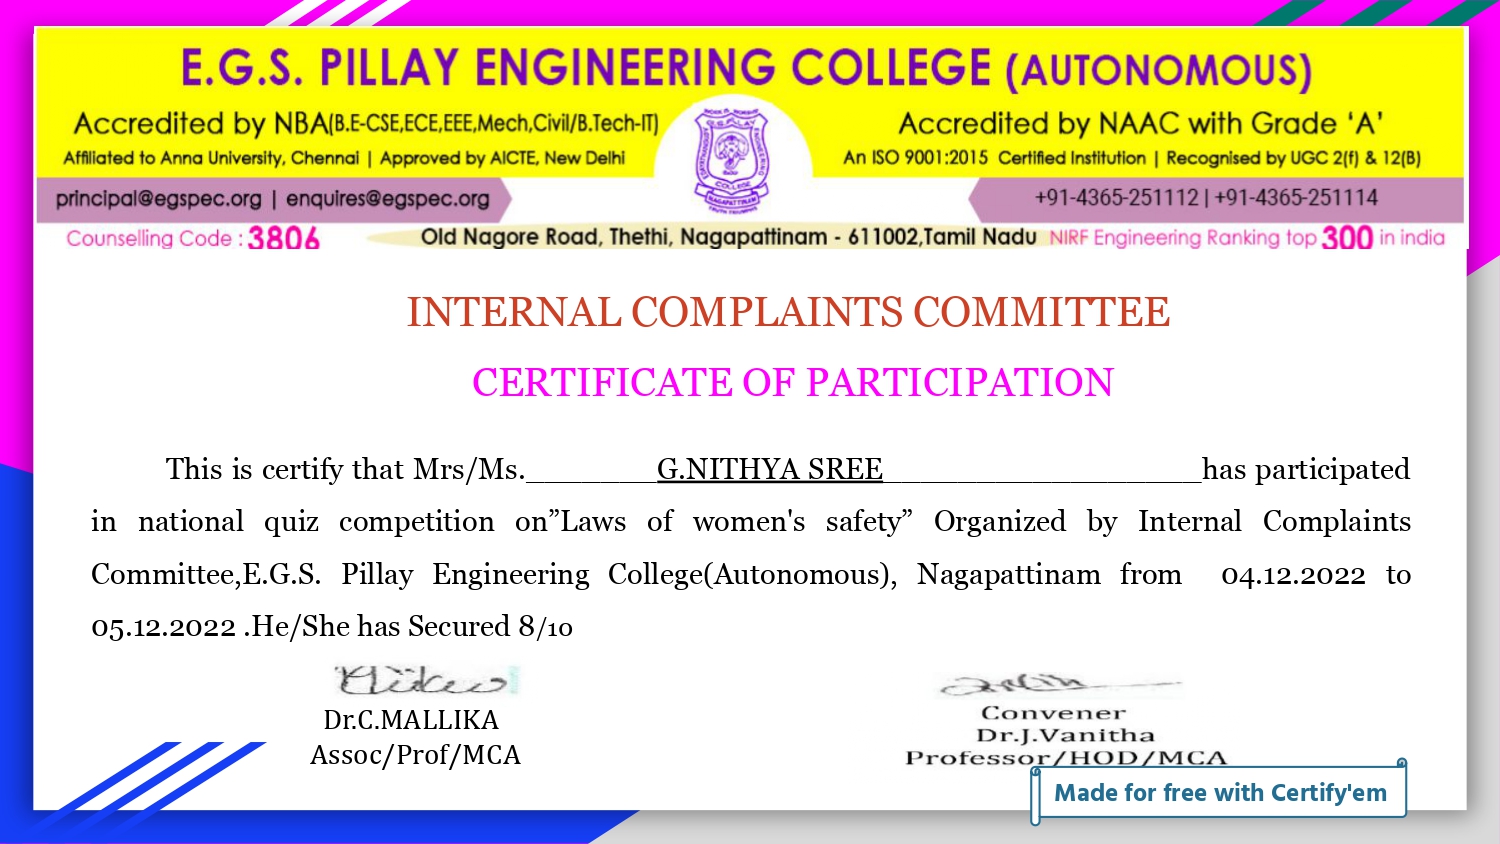 E.G.S. PILLAY ENGINEERING COLLEGE (AUTONOMOUS)
Accredited by NBA(B.E-CSE,ECE,EEE,Mech,Civil/B.Tech-IT)
Accredited by NAAC with Grade ‘A’
Affiliated to Anna University, Chennai | Approved by AICTE, New Delhi
An ISO 9001:2015 Certified Institution | Recognised by UGC 2(f) & 12(B)
E.G.S. PILLAY
ENGINEERING
COLLEGE
NAGAPATTINAM
principal@egspec.org | enquires@egspec.org
+91-4365-251112 | +91-4365-251114
Counselling Code : 3806
Old Nagore Road, Thethi, Nagapattinam - 611002,Tamil Nadu
NIRF Engineering Ranking top 300 in india
INTERNAL COMPLAINTS COMMITTEE
CERTIFICATE OF PARTICIPATION
This is certify that Mrs/Ms.________G.NITHYA SREE___________________has participated
in national quiz competition on”Laws of women's safety” Organized by Internal Complaints
Committee,E.G.S. Pillay Engineering College(Autonomous), Nagapattinam from 04.12.2022 to
05.12.2022 .He/She has Secured 8/10
Dr.C.MALLIKA
Assoc/Prof/MCA
Convener
Dr.J.Vanitha
Professor/HOD/MCA
Made for free with Certify'em